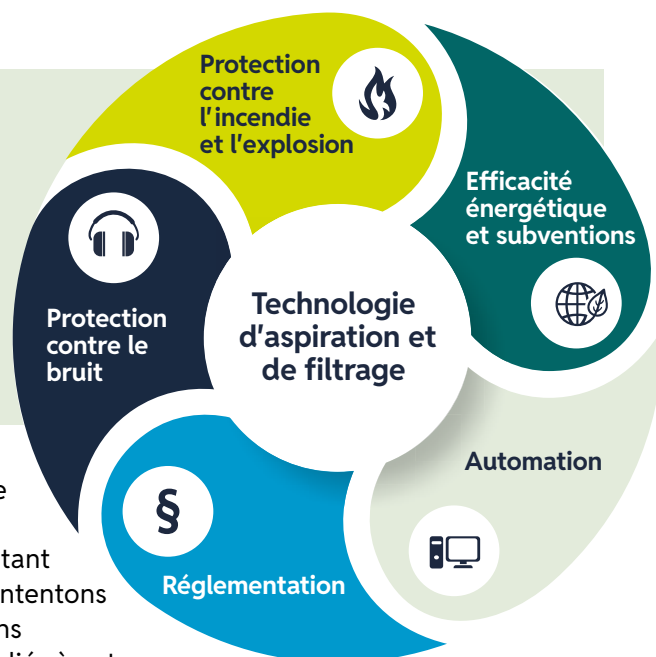 Protection
contre
l'incendie
et l'explosion
Efficacité
énergétique
et subventions
Protection
contre le
bruit
Technologie
d'aspiration et
de filtrage
Automation
§
Réglementation
tant
ns